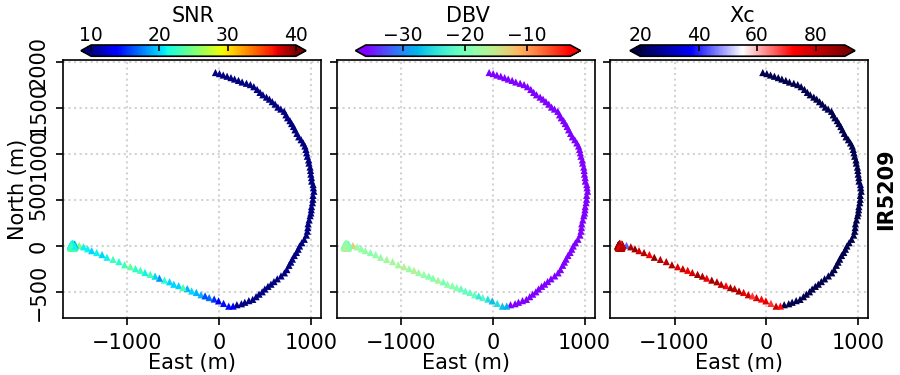 SNR DBV Xc
10 20 30 40 −30 −20 −10 20 40 60 80
North (m)
2000
1500
1000
500
0
−500
IR5209
−1000 0 1000 −1000 0 1000 −1000 0 1000
East (m) East (m) East (m)